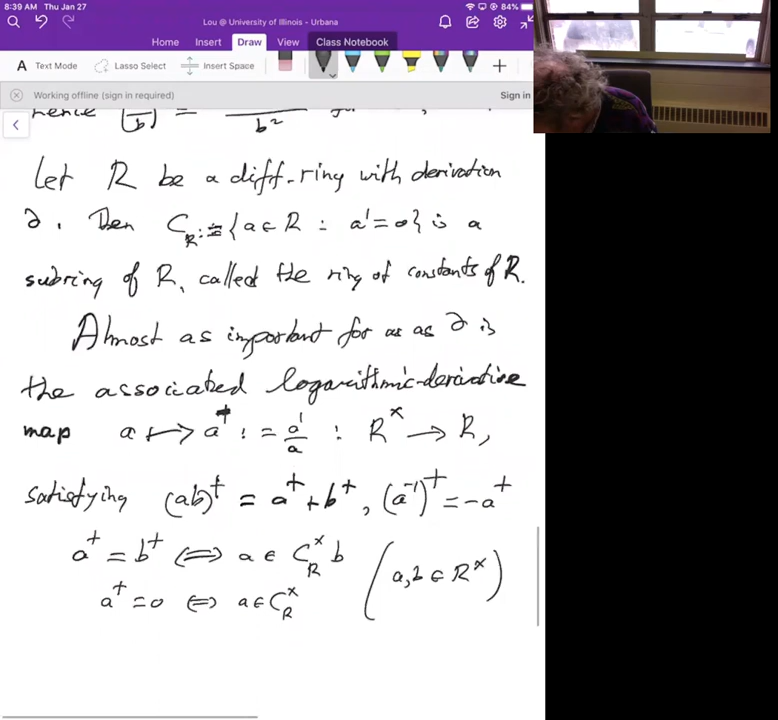 8:39 AM Thu Jan 27
84%
Lou @ University of Illinois - Urbana
Home Insert Draw View Class Notebook
A Text Mode Lasso Select Insert Space
Working offline (sign in required) Sign in
hence = b²
Let R be a diff. ring with derivation
∂. Then C_R := {a ∈ R : a' = 0} is a
subring of R, called the ring of constants of R.
Almost as important for us as ∂ is
the associated logarithmic-derivative
map a ↦ a† := a'/a : R^× → R,
satisfying (ab)† = a† + b†, (a⁻¹)† = -a†
a† = b† ⟺ a ∈ C_R^× b (a, b ∈ R^×)
a† = 0 ⟺ a ∈ C_R^×